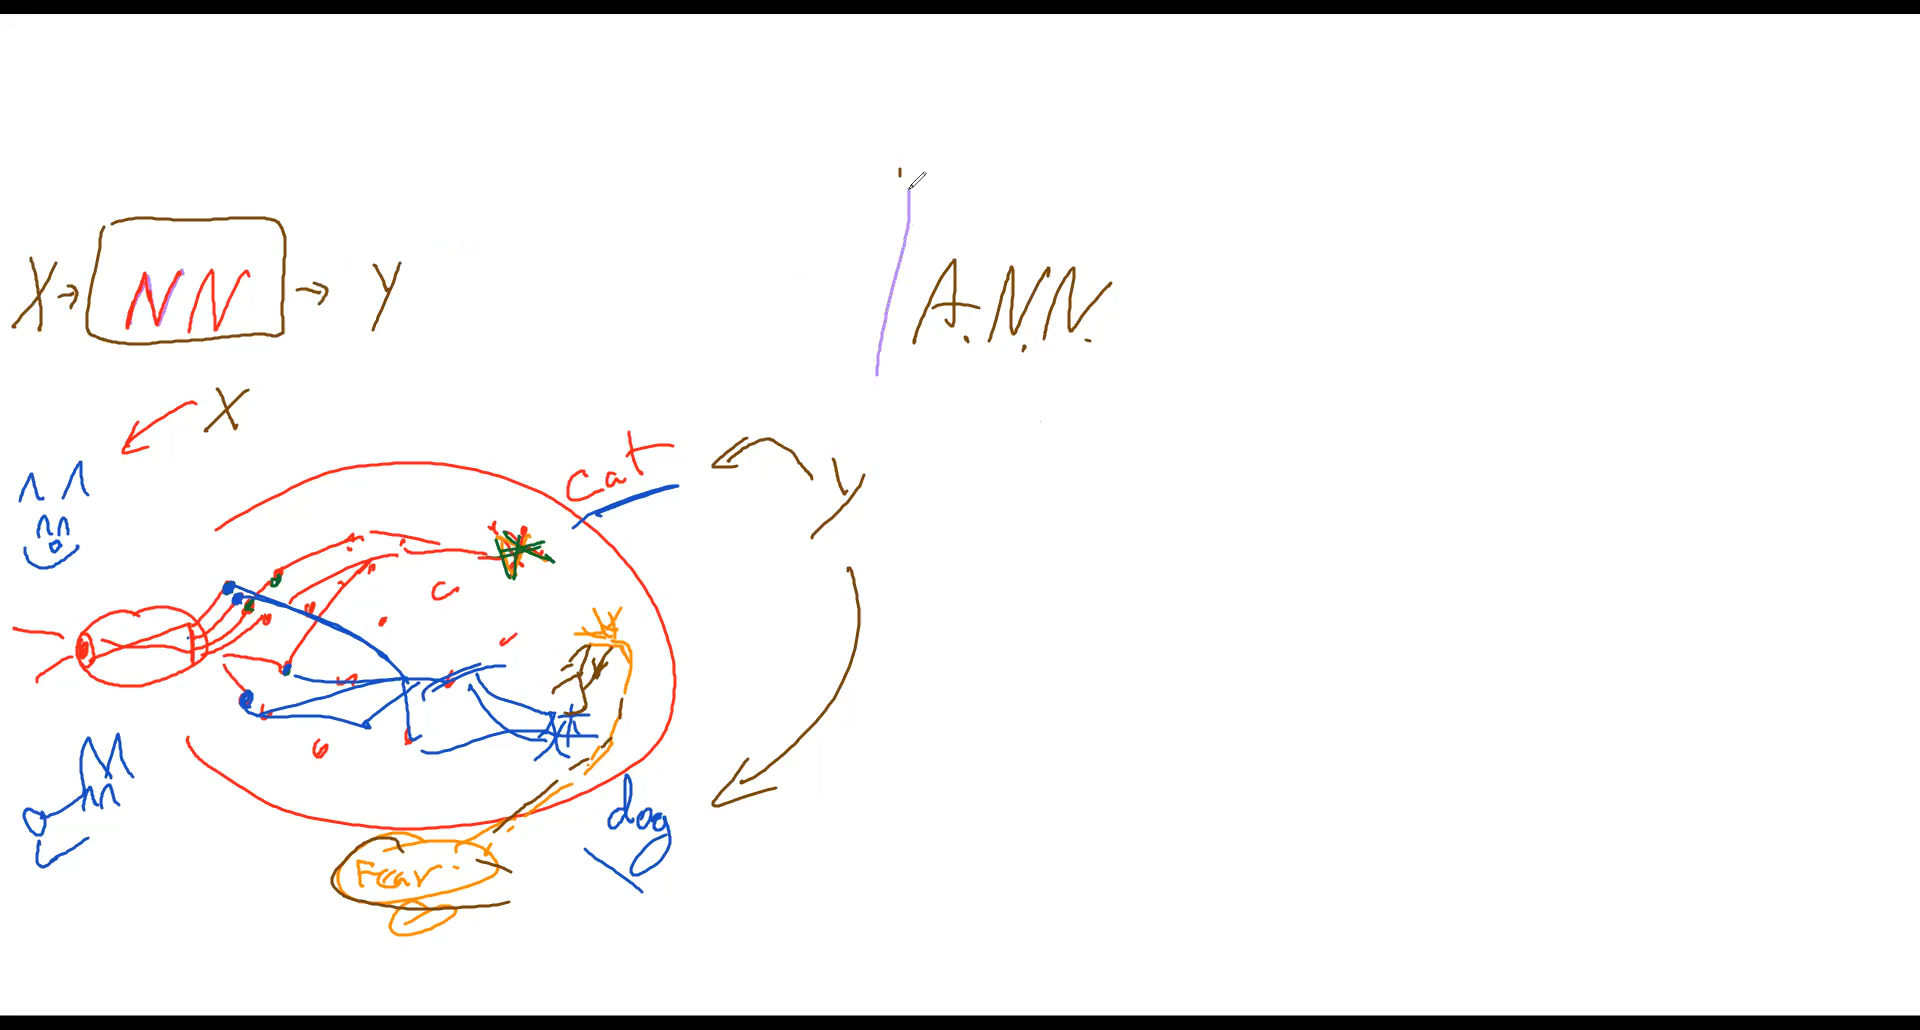 X → NN → Y
A.N.N.
X
Cat
Y
dog
Fear